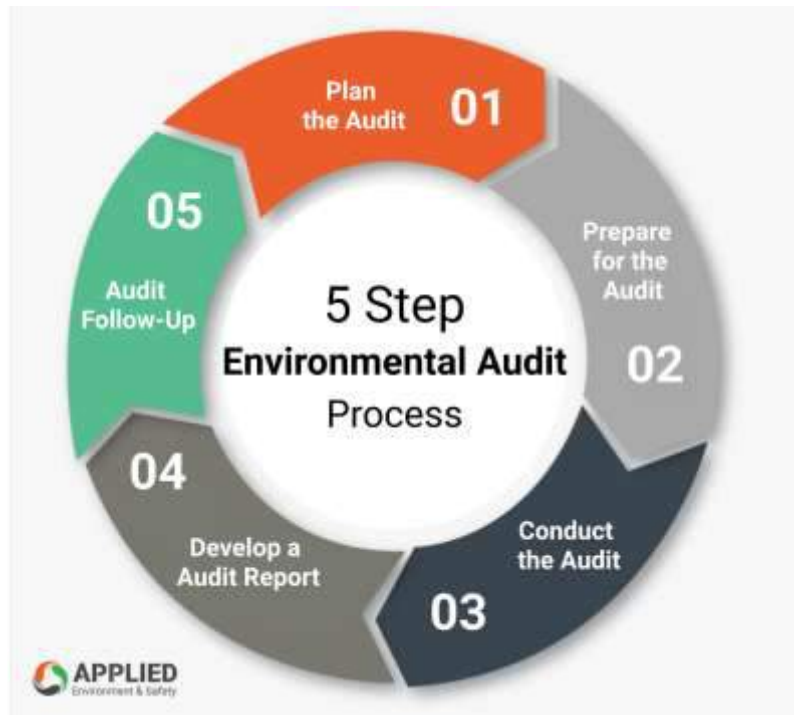 Plan
the Audit
01
Prepare
for the
Audit
02
Conduct
the Audit
03
04
Develop a
Audit Report
05
Audit
Follow-Up
5 Step
Environmental Audit
Process
APPLIED
Environment & Safety